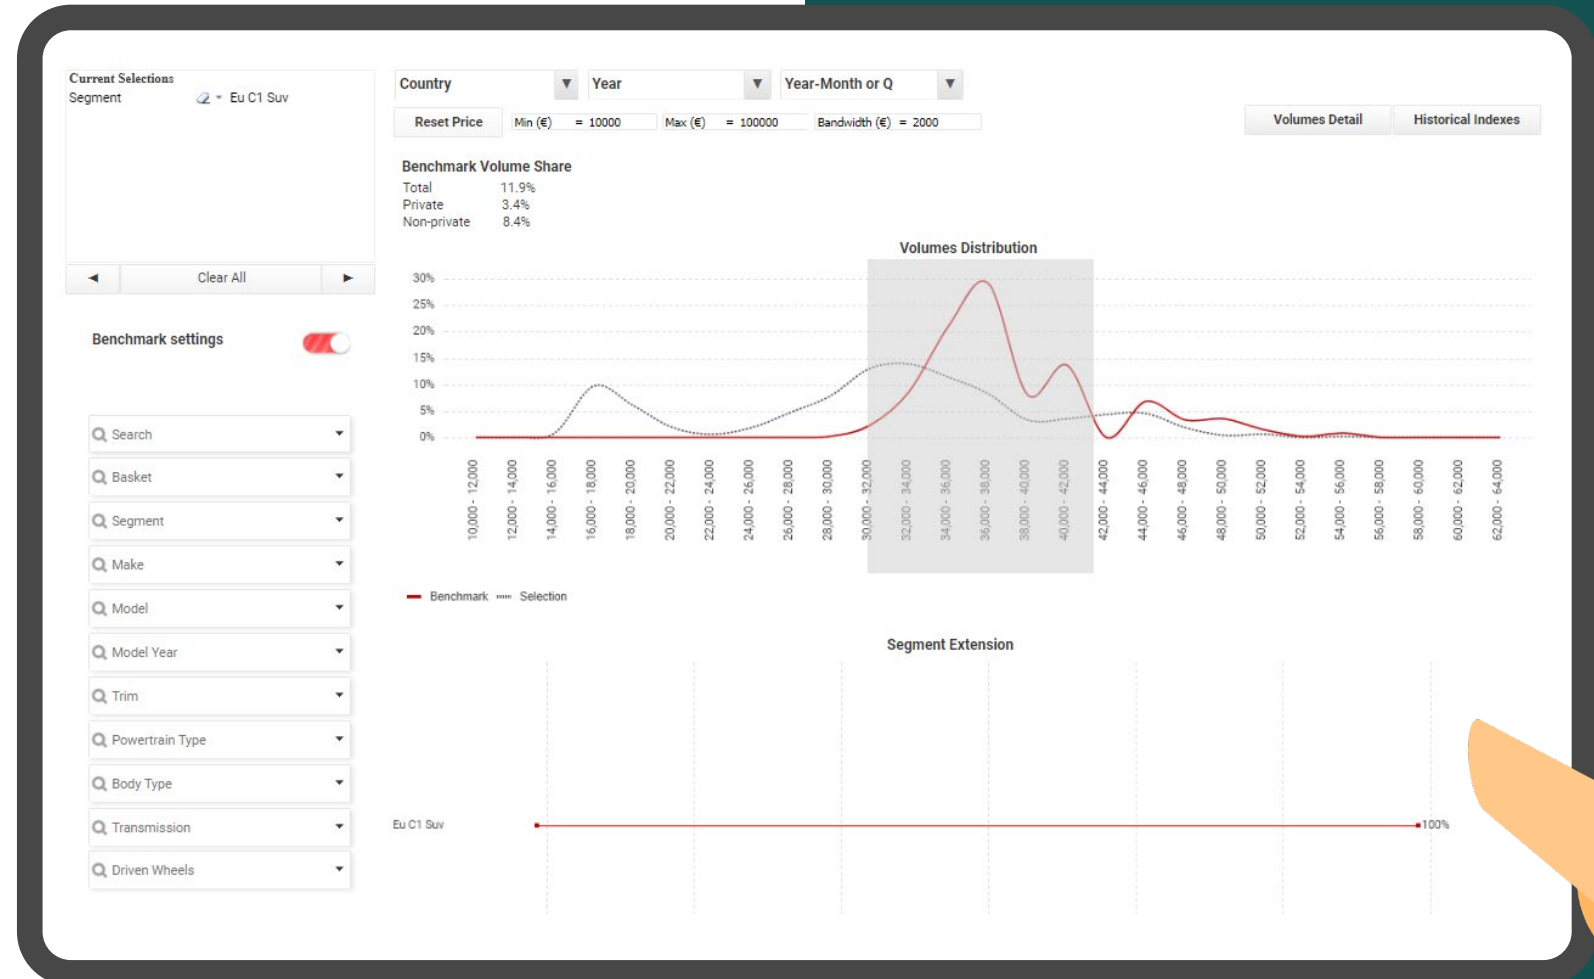 Current Selections
Segment Eu C1 Suv
Clear All
Benchmark settings
Search
Basket
Segment
Make
Model
Model Year
Trim
Powertrain Type
Body Type
Transmission
Driven Wheels
Country Year Year-Month or Q
Reset Price Min (€) = 10000 Max (€) = 100000 Bandwidth (€) = 2000
Volumes Detail Historical Indexes
Benchmark Volume Share
Total 11.9%
Private 3.4%
Non-private 8.4%
Volumes Distribution
30%
25%
20%
15%
10%
5%
0%
10,000 - 12,000
12,000 - 14,000
14,000 - 16,000
16,000 - 18,000
18,000 - 20,000
20,000 - 22,000
22,000 - 24,000
24,000 - 26,000
26,000 - 28,000
28,000 - 30,000
30,000 - 32,000
32,000 - 34,000
34,000 - 36,000
36,000 - 38,000
38,000 - 40,000
40,000 - 42,000
42,000 - 44,000
44,000 - 46,000
46,000 - 48,000
48,000 - 50,000
50,000 - 52,000
52,000 - 54,000
54,000 - 56,000
56,000 - 58,000
58,000 - 60,000
60,000 - 62,000
62,000 - 64,000
Benchmark Selection
Segment Extension
Eu C1 Suv 100%